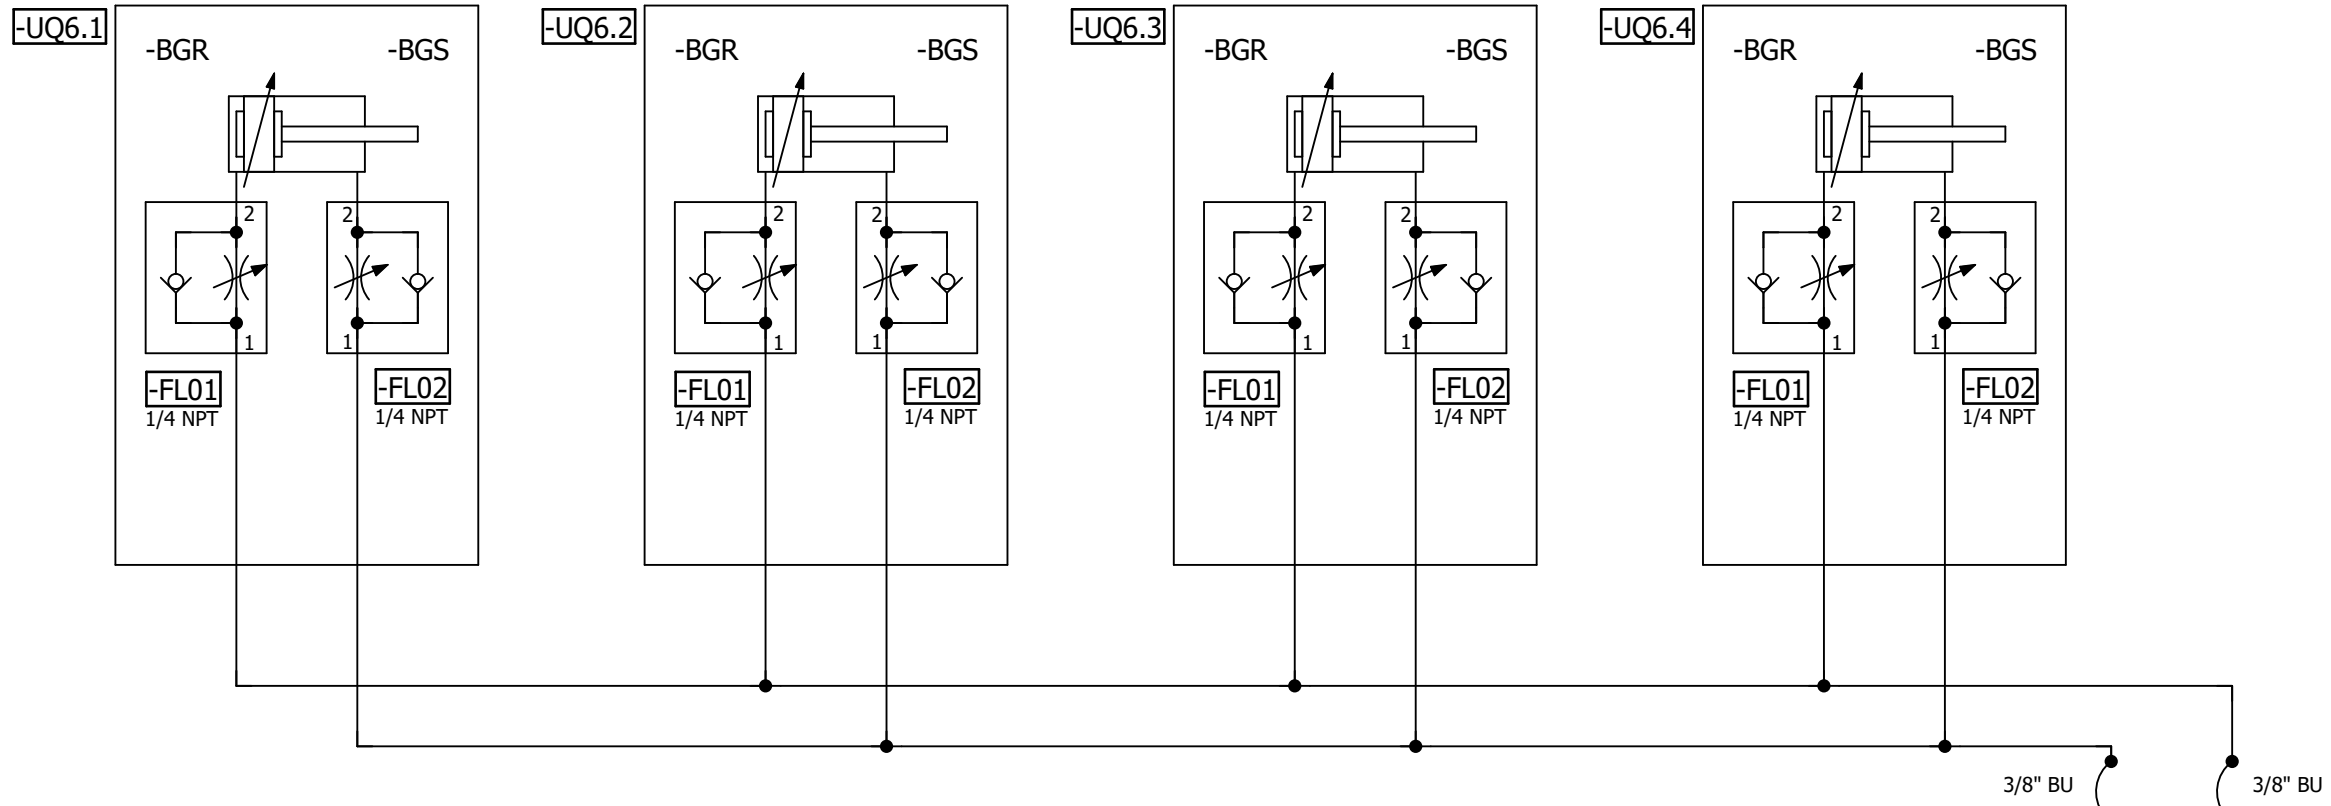 -UQ6.1 -UQ6.2 -UQ6.3 -UQ6.4
-BGR -BGS -BGR -BGS -BGR -BGS -BGR -BGS
2 2 2 2 2 2 2 2
1 1 1 1 1 1 1 1
-FL01 -FL02 -FL01 -FL02 -FL01 -FL02 -FL01 -FL02
1/4 NPT 1/4 NPT 1/4 NPT 1/4 NPT 1/4 NPT 1/4 NPT 1/4 NPT 1/4 NPT
3/8" BU 3/8" BU